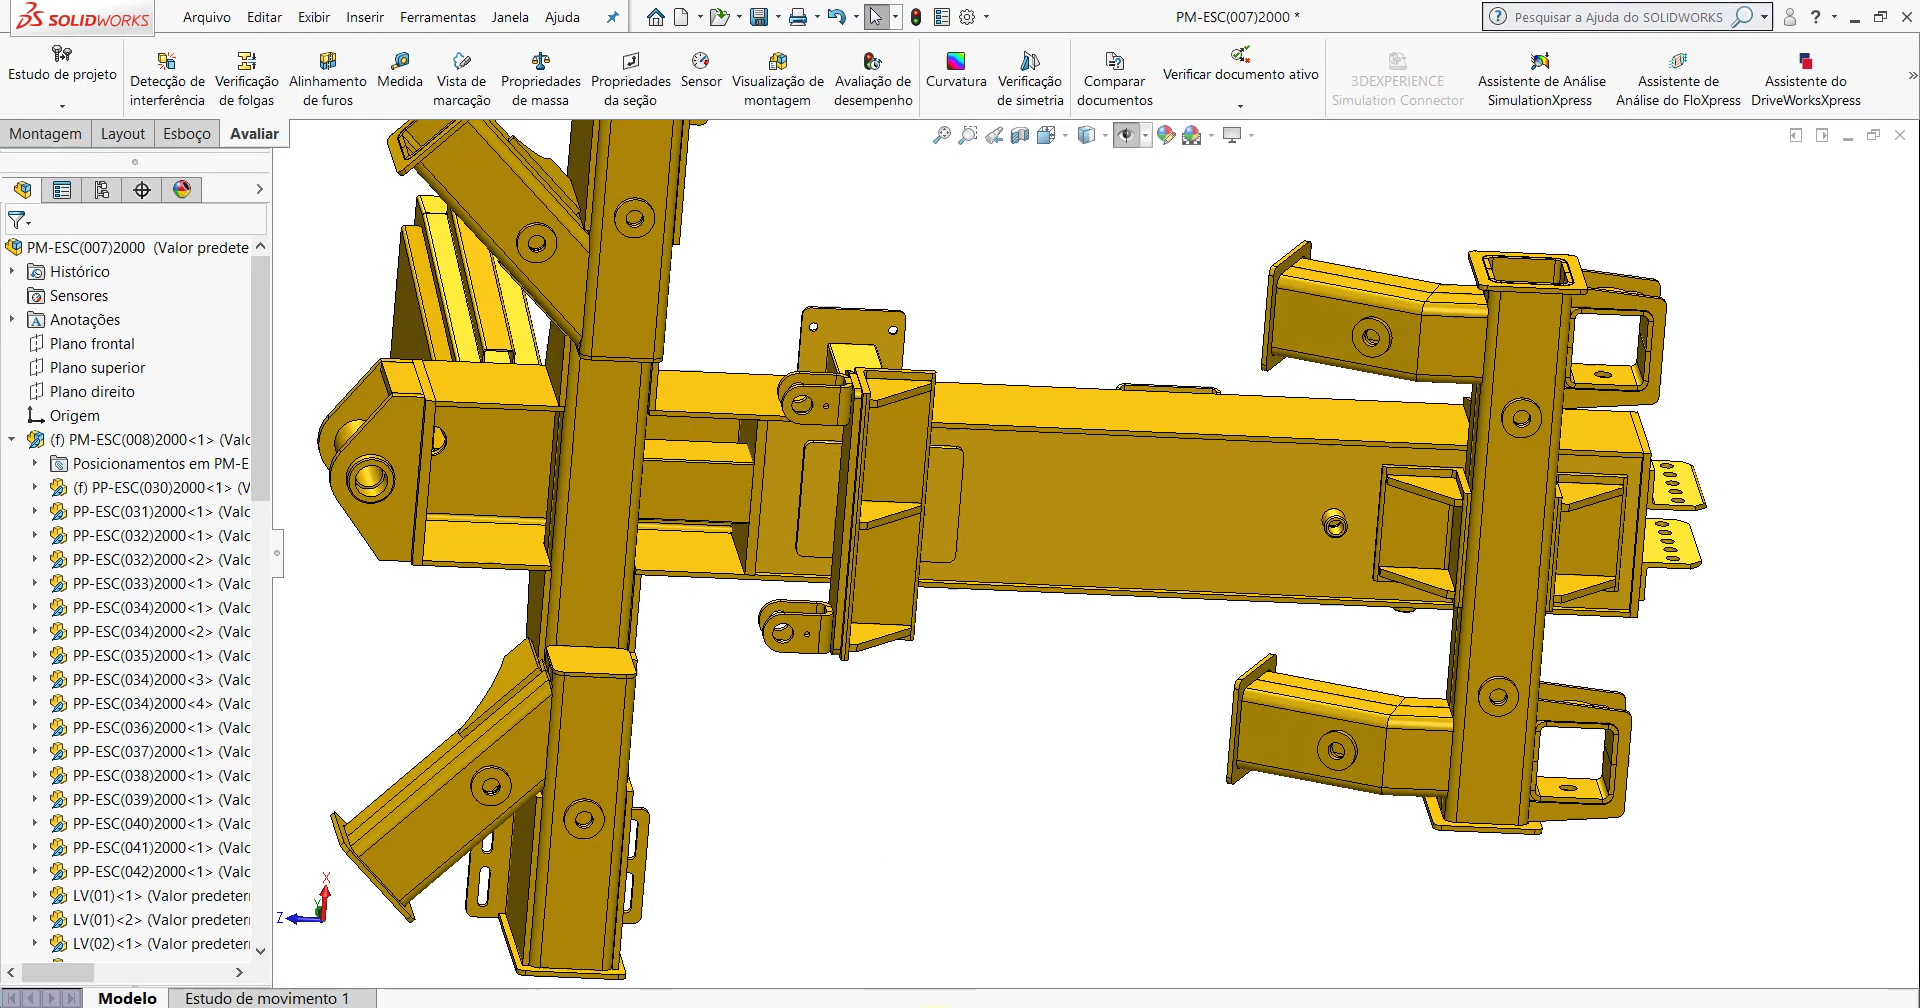 SOLIDWORKS
Arquivo Editar Exibir Inserir Ferramentas Janela Ajuda
PM-ESC(007)2000 *
Pesquisar a Ajuda do SOLIDWORKS
?
Estudo de projeto
Detecção de interferência
Verificação de folgas
Alinhamento de furos
Medida
Vista de marcação
Propriedades de massa
Propriedades da seção
Sensor
Visualização de montagem
Avaliação de desempenho
Curvatura
Verificação de simetria
Comparar documentos
Verificar documento ativo
3DEXPERIENCE Simulation Connector
Assistente de Análise SimulationXpress
Assistente de Análise do FloXpress
Assistente do DriveWorksXpress
Montagem Layout Esboço Avaliar
PM-ESC(007)2000 (Valor predete
Histórico
Sensores
Anotações
Plano frontal
Plano superior
Plano direito
Origem
(f) PM-ESC(008)2000<1> (Valc
Posicionamentos em PM-E
(f) PP-ESC(030)2000<1> (V
PP-ESC(031)2000<1> (Valc
PP-ESC(032)2000<1> (Valc
PP-ESC(032)2000<2> (Valc
PP-ESC(033)2000<1> (Valc
PP-ESC(034)2000<1> (Valc
PP-ESC(034)2000<2> (Valc
PP-ESC(035)2000<1> (Valc
PP-ESC(034)2000<3> (Valc
PP-ESC(034)2000<4> (Valc
PP-ESC(036)2000<1> (Valc
PP-ESC(037)2000<1> (Valc
PP-ESC(038)2000<1> (Valc
PP-ESC(039)2000<1> (Valc
PP-ESC(040)2000<1> (Valc
PP-ESC(041)2000<1> (Valc
PP-ESC(042)2000<1> (Valc
LV(01)<1> (Valor predeter
LV(01)<2> (Valor predeter
LV(02)<1> (Valor predeter
X
Y
Z
Modelo Estudo de movimento 1